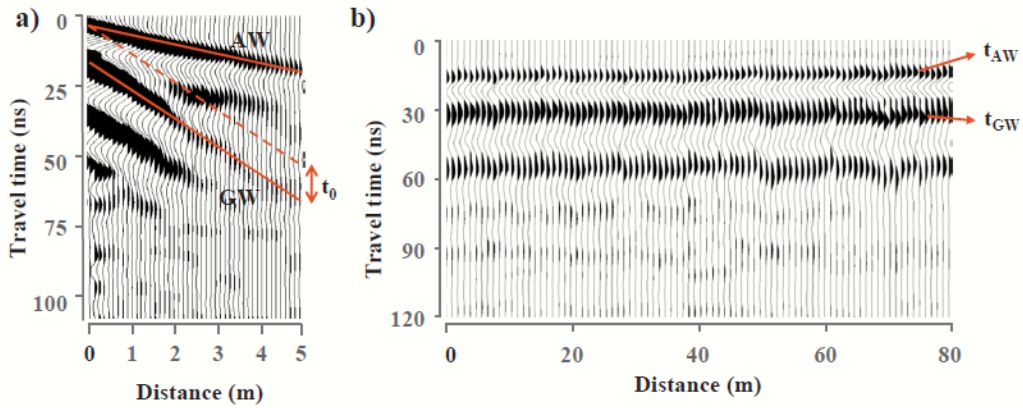 a)
0
25
50
75
100
Travel time (ns)
AW
GW
t0
0 1 2 3 4 5
Distance (m)
b)
0
30
60
90
120
Travel time (ns)
tAW
tGW
0 20 40 60 80
Distance (m)